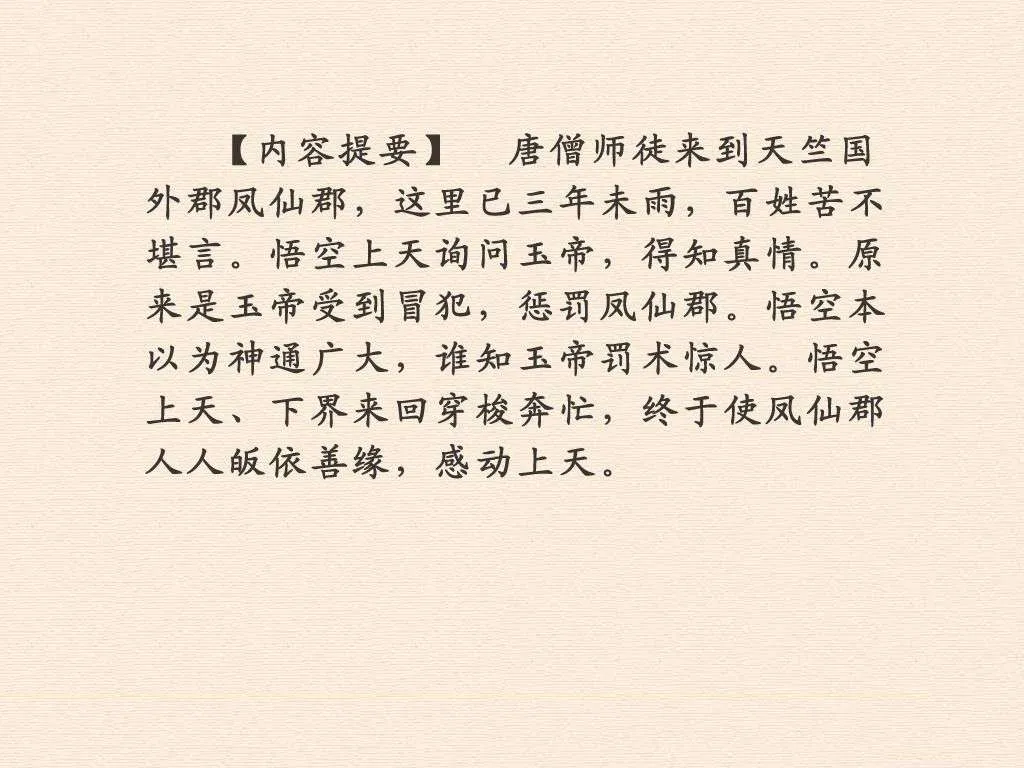 【内容提要】 唐僧师徒来到天竺国
外郡凤仙郡，这里已三年未雨，百姓苦不
堪言。悟空上天询问玉帝，得知真情。原
来是玉帝受到冒犯，惩罚凤仙郡。悟空本
以为神通广大，谁知玉帝罚术惊人。悟空
上天、下界来回穿梭奔忙，终于使凤仙郡
人人皈依善缘，感动上天。